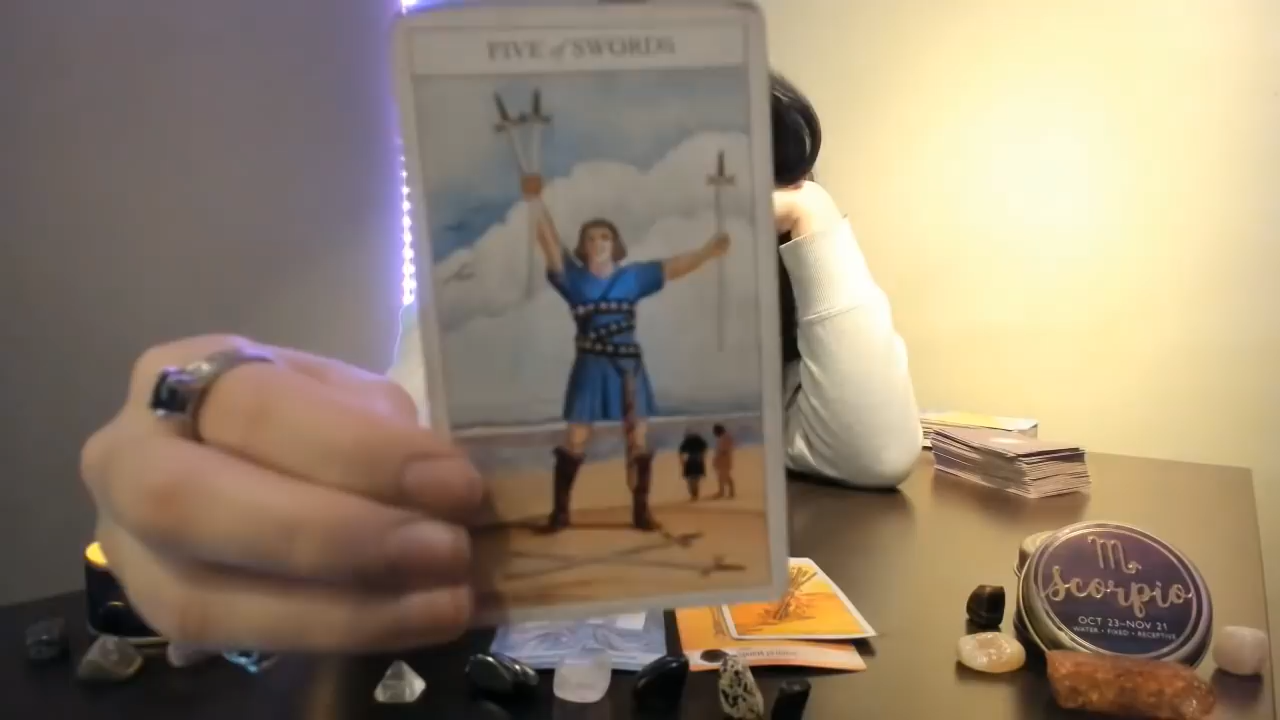 FIVE of SWORDS
scorpio
OCT 23-NOV 21
WATER • FIXED • RECEPTIVE